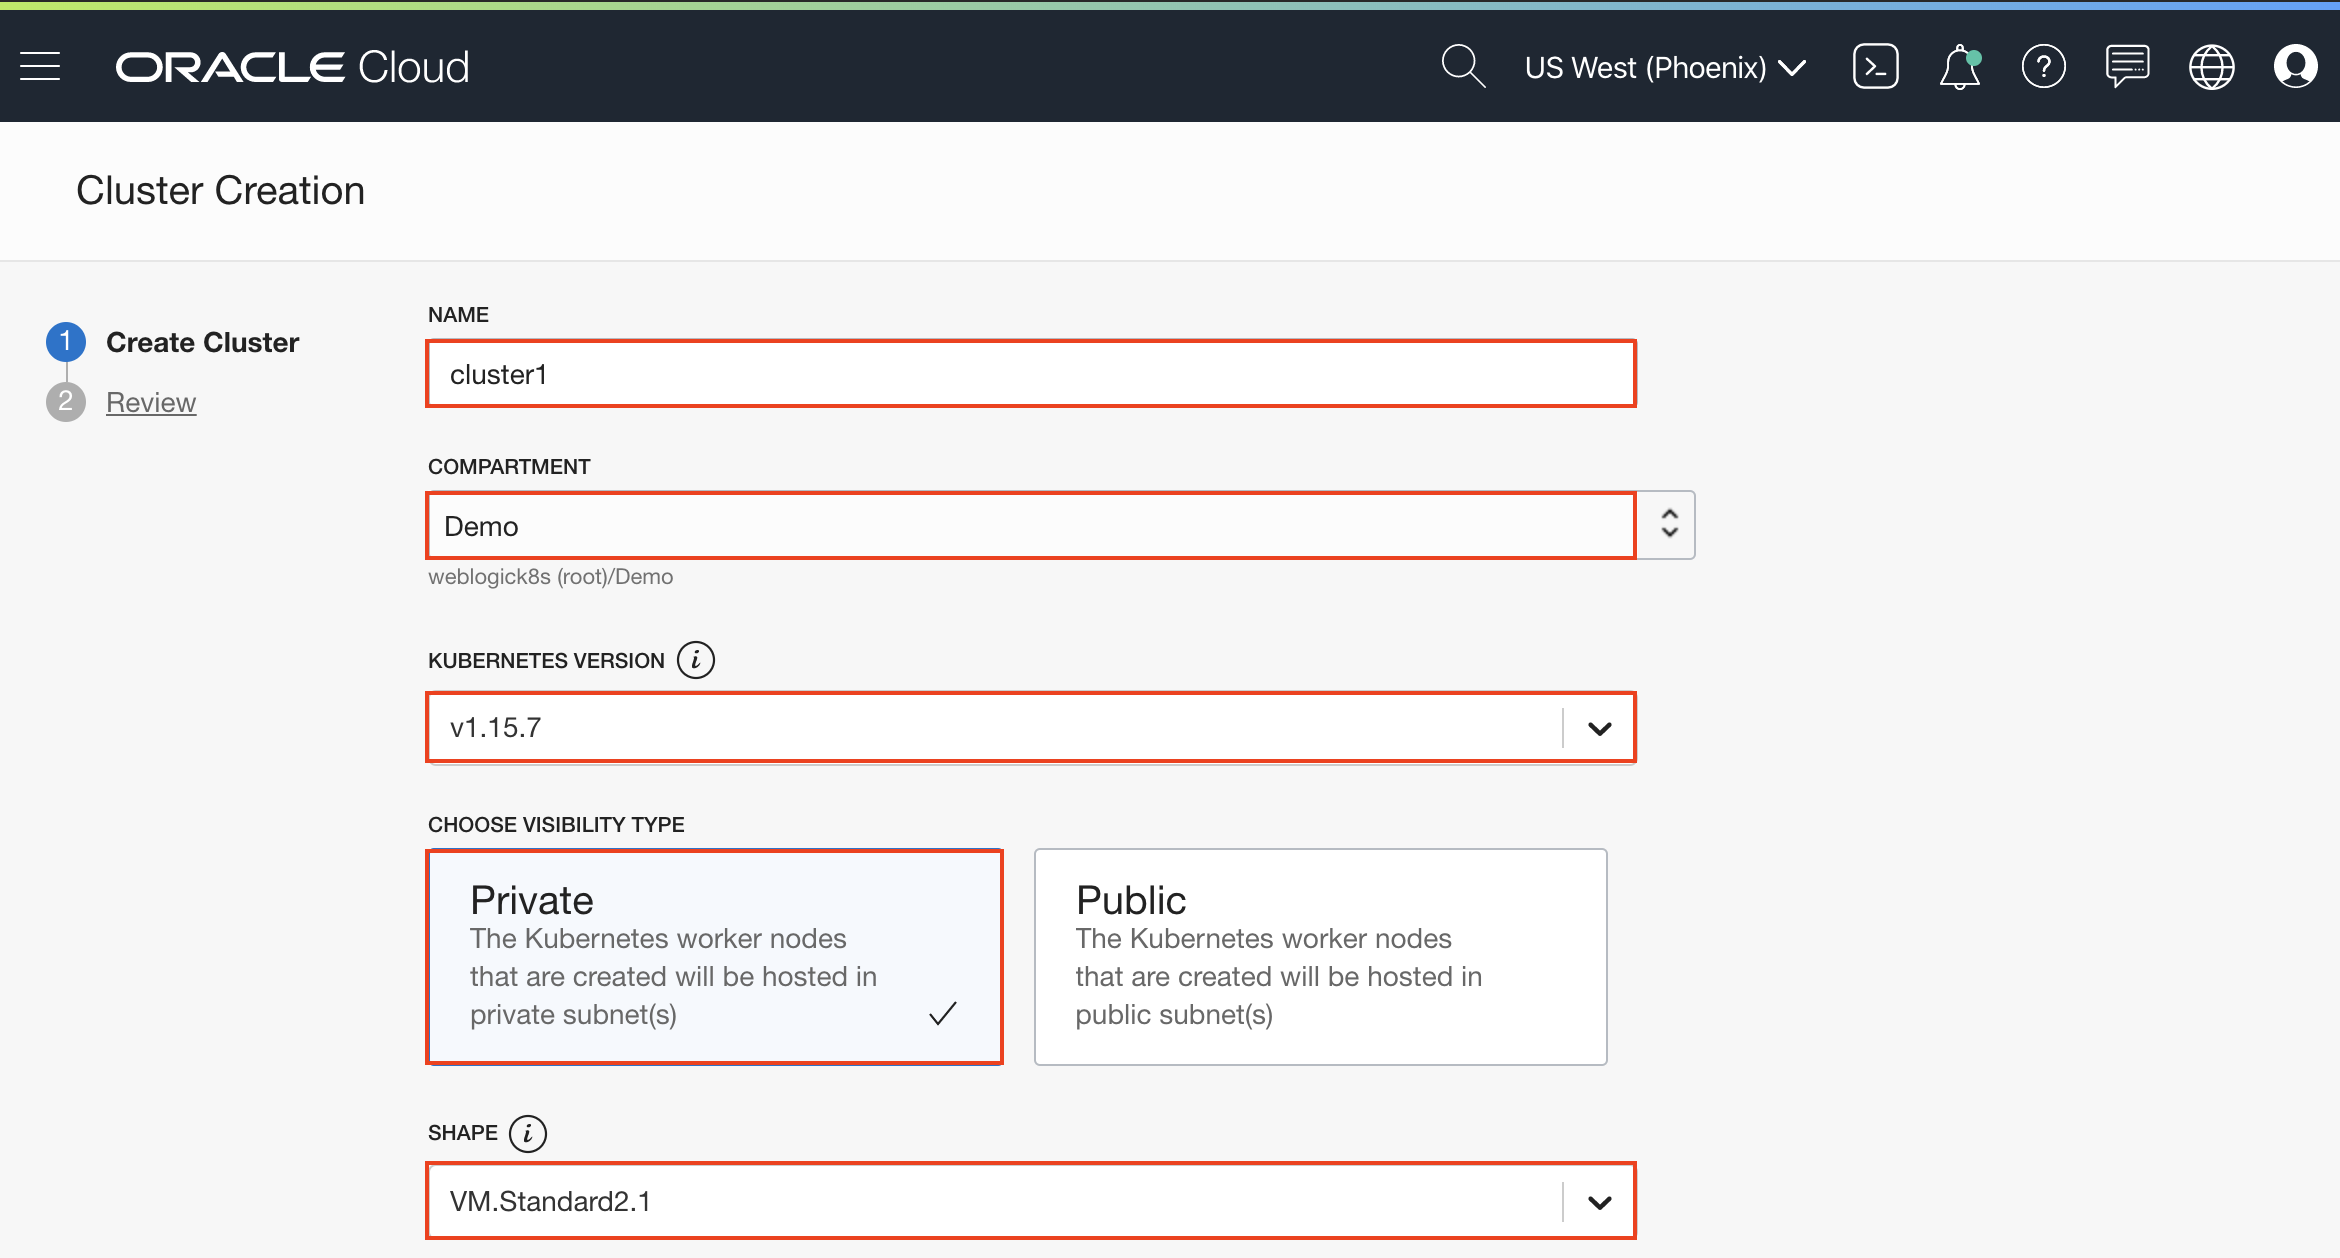 ORACLE Cloud
US West (Phoenix)
Cluster Creation
1 Create Cluster
2 Review
NAME
cluster1
COMPARTMENT
Demo
weblogick8s (root)/Demo
KUBERNETES VERSION
v1.15.7
CHOOSE VISIBILITY TYPE
Private
The Kubernetes worker nodes
that are created will be hosted in
private subnet(s)
Public
The Kubernetes worker nodes
that are created will be hosted in
public subnet(s)
SHAPE
VM.Standard2.1